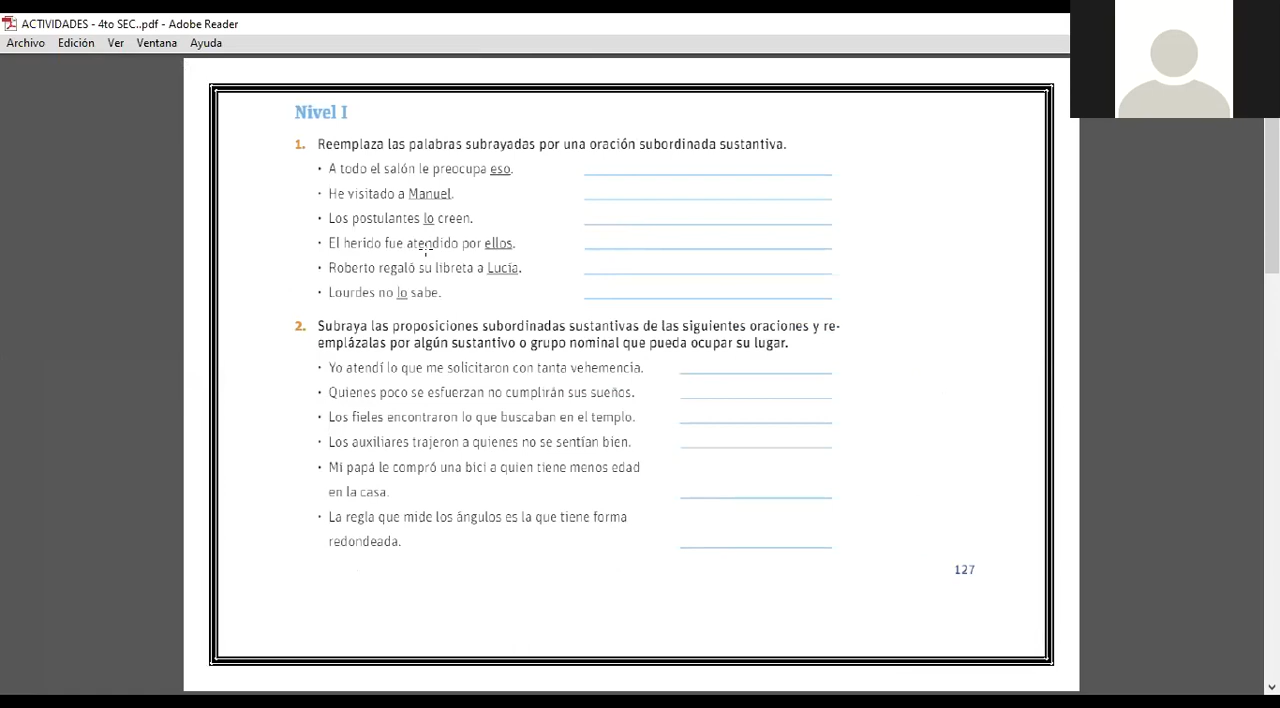 ACTIVIDADES - 4to SEC..pdf - Adobe Reader
Archivo Edición Ver Ventana Ayuda
Nivel I
1. Reemplaza las palabras subrayadas por una oración subordinada sustantiva.
• A todo el salón le preocupa eso.
• He visitado a Manuel.
• Los postulantes lo creen.
• El herido fue atendido por ellos.
• Roberto regaló su libreta a Lucía.
• Lourdes no lo sabe.
2. Subraya las proposiciones subordinadas sustantivas de las siguientes oraciones y re-
emplázalas por algún sustantivo o grupo nominal que pueda ocupar su lugar.
• Yo atendí lo que me solicitaron con tanta vehemencia.
• Quienes poco se esfuerzan no cumplirán sus sueños.
• Los fieles encontraron lo que buscaban en el templo.
• Los auxiliares trajeron a quienes no se sentían bien.
• Mi papá le compró una bici a quien tiene menos edad
en la casa.
• La regla que mide los ángulos es la que tiene forma
redondeada.
127